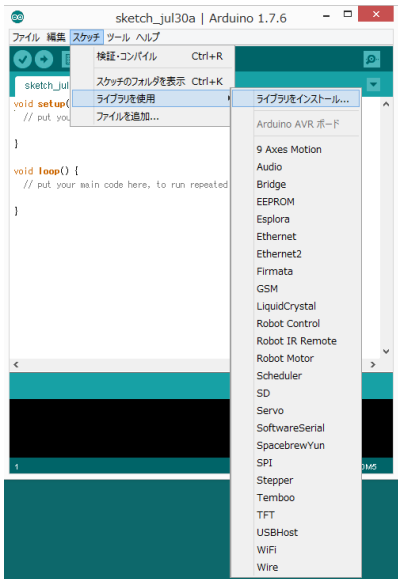 sketch_jul30a | Arduino 1.7.6
ファイル 編集 スケッチ ツール ヘルプ
検証・コンパイル Ctrl+R
スケッチのフォルダを表示 Ctrl+K
ライブラリを使用
ファイルを追加...
sketch_jul
void setup(
// put you
}
void loop() {
// put your main code here, to run repeated
}
ライブラリをインストール...
Arduino AVR ボード
9 Axes Motion
Audio
Bridge
EEPROM
Esplora
Ethernet
Ethernet2
Firmata
GSM
LiquidCrystal
Robot Control
Robot IR Remote
Robot Motor
Scheduler
SD
Servo
SoftwareSerial
SpacebrewYun
SPI
Stepper
Temboo
TFT
USBHost
WiFi
Wire
1
OM5